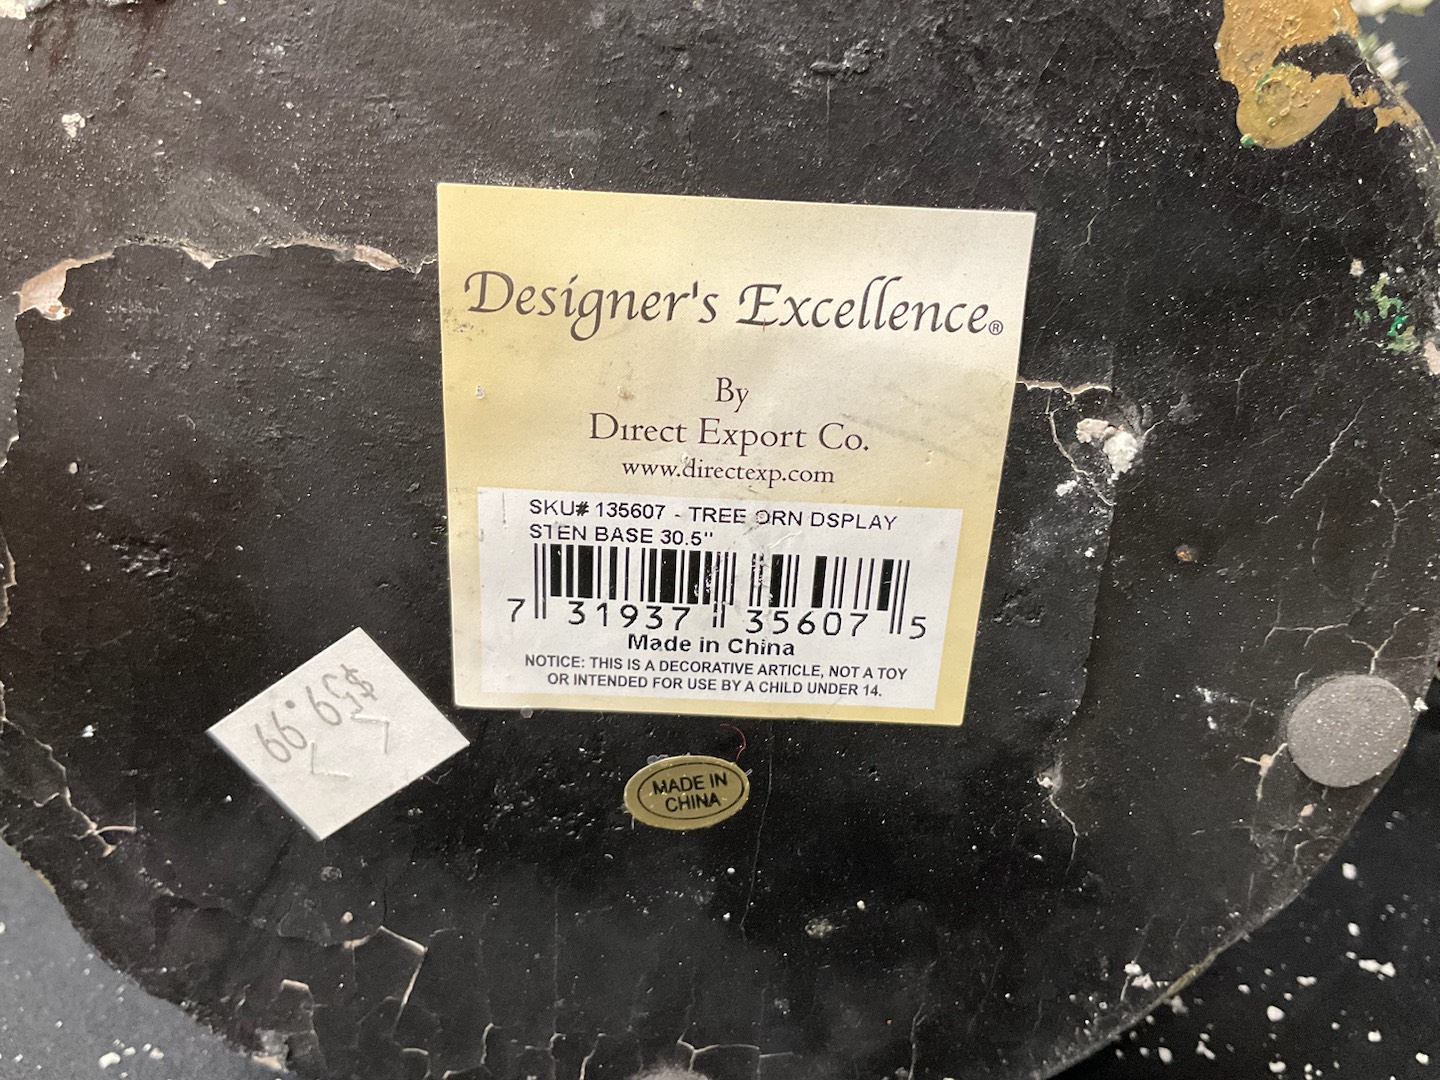 Designer's Excellence®
By
Direct Export Co.
www.directexp.com
SKU# 135607 - TREE ORN DSPLAY
STEN BASE 30.5"
7 31937 35607 5
Made in China
NOTICE: THIS IS A DECORATIVE ARTICLE, NOT A TOY
OR INTENDED FOR USE BY A CHILD UNDER 14.
$59.99
MADE IN
CHINA